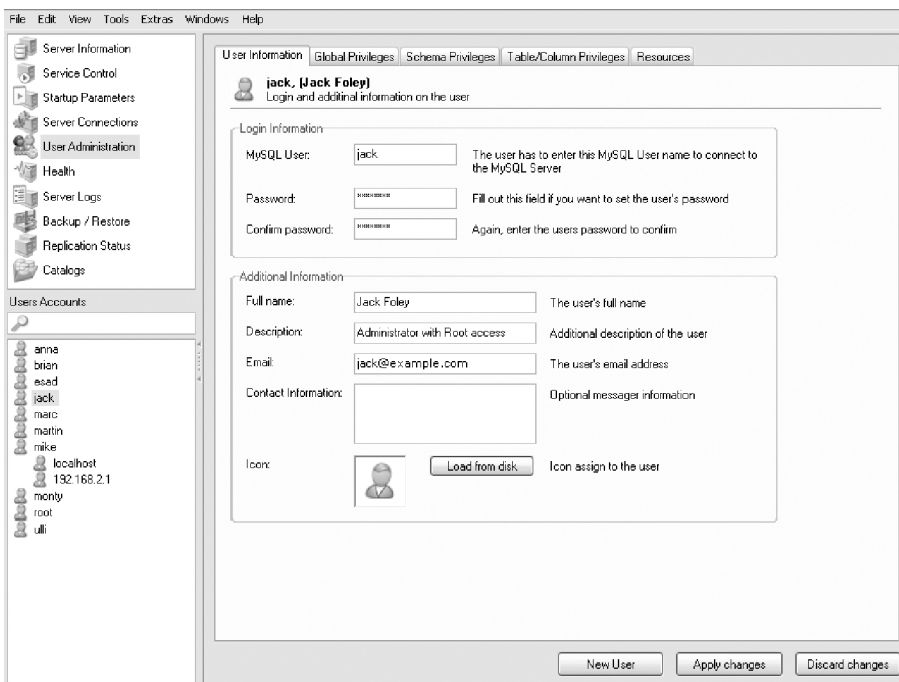 File Edit View Tools Extras Windows Help
Server Information
Service Control
Startup Parameters
Server Connections
User Administration
Health
Server Logs
Backup / Restore
Replication Status
Catalogs
Users Accounts
anna
brian
esad
jack
marc
martin
mike
localhost
192.168.2.1
monty
root
ulli
User Information Global Privileges Schema Privileges Table/Column Privileges Resources
jack, (Jack Foley)
Login and additinal information on the user
Login Information
MySQL User: jack The user has to enter this MySQL User name to connect to
the MySQL Server
Password: ******** Fill out this field if you want to set the user's password
Confirm password: ******** Again, enter the users password to confirm
Additional Information
Full name: Jack Foley The user's full name
Description: Administrator with Root access Additional description of the user
Email: jack@example.com The user's email address
Contact Information: Optional messager information
Icon: Load from disk Icon assign to the user
New User Apply changes Discard changes